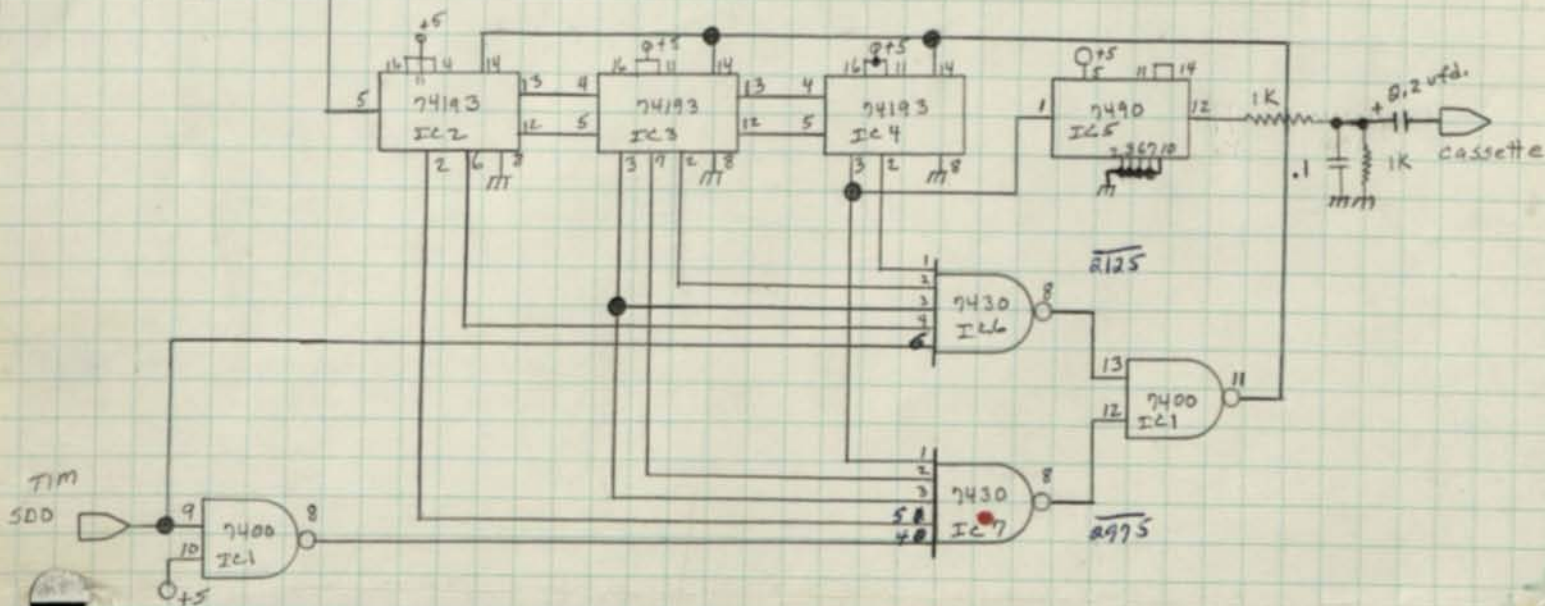 +5
16 4 14
11
5 74193 13
IC2 12
2 6 8
+5
16 11 14
4 74193 13
5 IC3 12
3 7 2 8
+5
16 11 14
4 74193
5 IC4
3 2 8
+5
5 11 14
1 7490 12
IC5
2 3 6 7 10
1K
+ 2.2 ufd.
.1 1K
cassette
2125
1
2
3
4
6
7430
IC6
8
13
12
7400
IC1
11
1
2
3
5
4
7430
IC7
8
2975
TIM
SDO
9
10
7400
IC1
8
+5